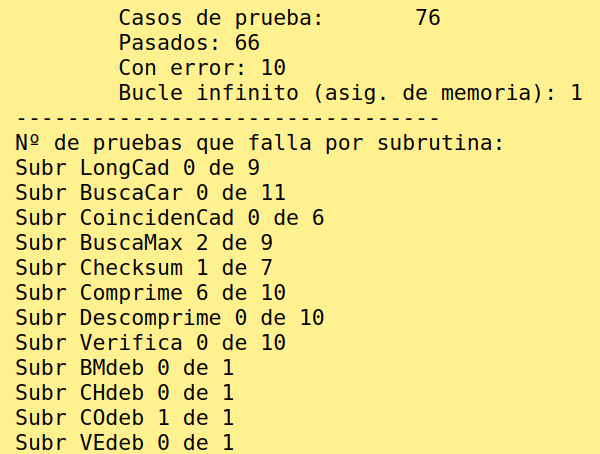 Casos de prueba: 76
Pasados: 66
Con error: 10
Bucle infinito (asig. de memoria): 1
---------------------------------
Nº de pruebas que falla por subrutina:
Subr LongCad 0 de 9
Subr BuscaCar 0 de 11
Subr CoincidenCad 0 de 6
Subr BuscaMax 2 de 9
Subr Checksum 1 de 7
Subr Comprime 6 de 10
Subr Descomprime 0 de 10
Subr Verifica 0 de 10
Subr BMdeb 0 de 1
Subr CHdeb 0 de 1
Subr COdeb 1 de 1
Subr VEdeb 0 de 1